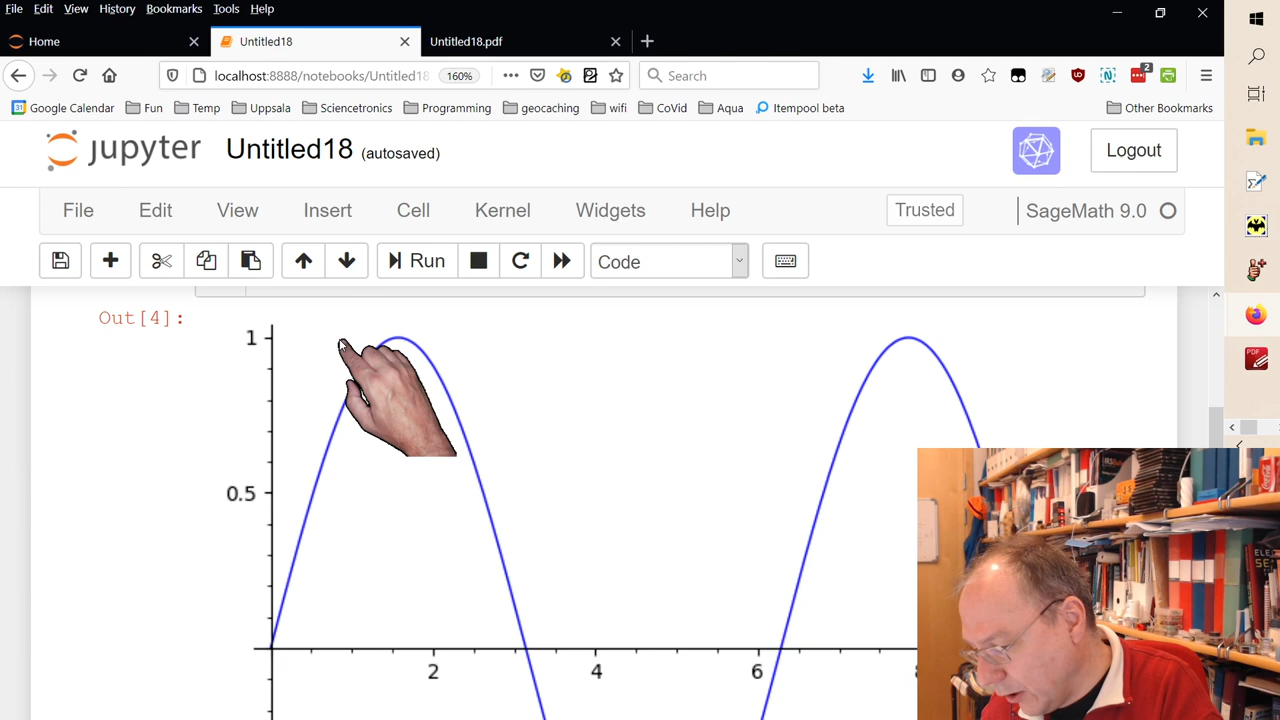 File Edit View History Bookmarks Tools Help
Home
Untitled18
Untitled18.pdf
localhost:8888/notebooks/Untitled18
160%
Search
2
31 Google Calendar Fun Temp Uppsala Sciencetronics Programming geocaching wifi CoVid Aqua Itempool beta Other Bookmarks
jupyter Untitled18 (autosaved) Logout
File Edit View Insert Cell Kernel Widgets Help Trusted SageMath 9.0
Run Code
PDF
Out[4]:
1
0.5
2 4 6